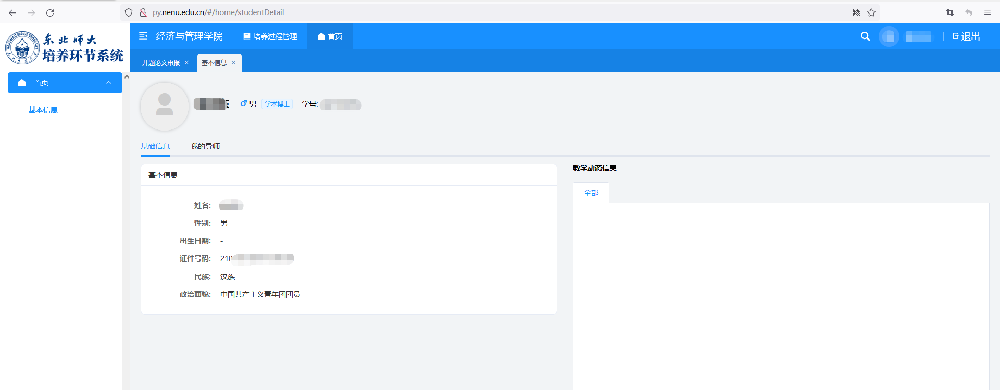 py.nenu.edu.cn/#/home/studentDetail
NORTHEAST NORMAL UNIVERSITY
东北师大
培养环节系统
经济与管理学院 培养过程管理 首页 退出
开题论文申报 基本信息
首页
基本信息
男 学术博士 学号:
基础信息 我的导师
基本信息
姓名:
性别: 男
出生日期: -
证件号码: 210
民族: 汉族
政治面貌: 中国共产主义青年团团员
教学动态信息
全部